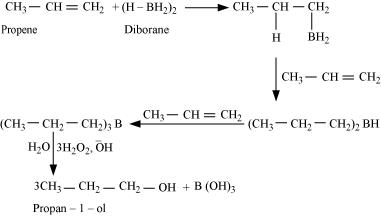 CH₃ — CH = CH₂ + (H – BH₂)₂ ⟶ CH₃ — CH — CH₂
Propene Diborane
H BH₂
CH₃ — CH = CH₂
(CH₃ — CH₂ — CH₂ —)₃ B CH₃ — CH = CH₂ (CH₃ — CH₂ — CH₂ —)₂ BH
H₂O 3H₂O₂, ŌH
3CH₃ — CH₂ — CH₂ — OH + B (OH)₃
Propan – 1 – ol